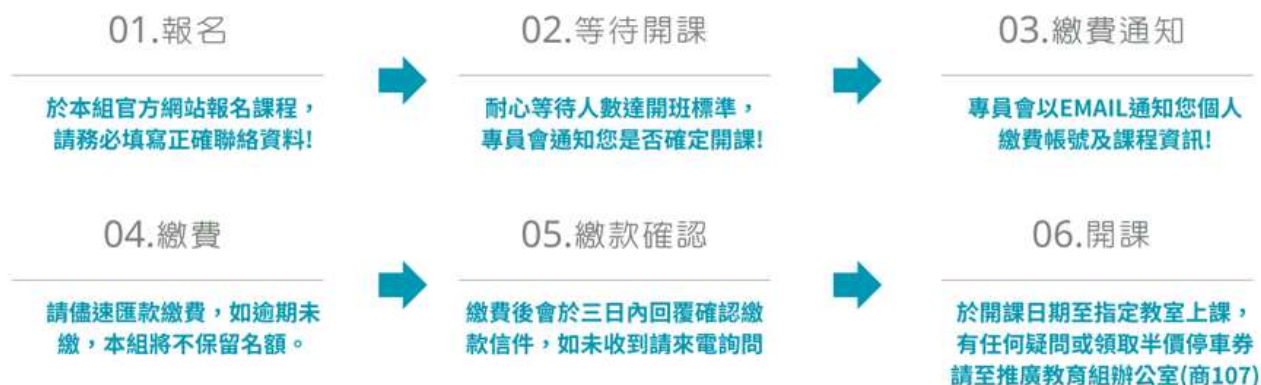 01.報名
於本組官方網站報名課程，
請務必填寫正確聯絡資料!
02.等待開課
耐心等待人數達開班標準，
專員會通知您是否確定開課!
03.繳費通知
專員會以EMAIL通知您個人
繳費帳號及課程資訊!
04.繳費
請儘速匯款繳費，如逾期未
繳，本組將不保留名額。
05.繳款確認
繳費後會於三日內回覆確認繳
款信件，如未收到請來電詢問
06.開課
於開課日期至指定教室上課，
有任何疑問或領取半價停車券
請至推廣教育組辦公室(商107)